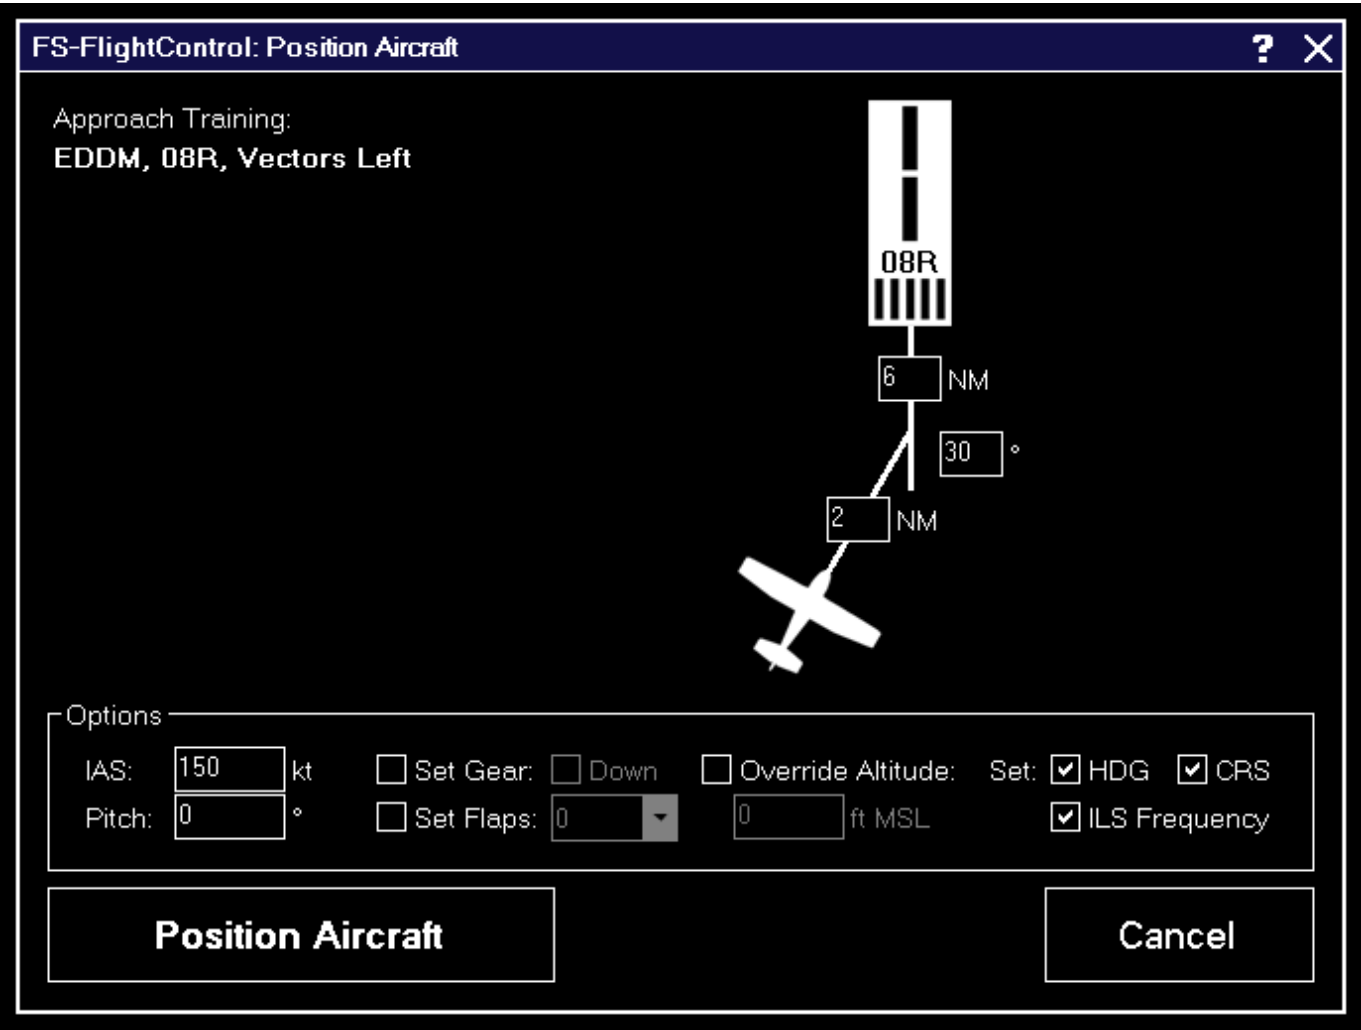 FS-FlightControl: Position Aircraft ?
Approach Training:
EDDM, 08R, Vectors Left
08R
6 NM
30 °
2 NM
Options
IAS: 150 kt Set Gear: Down Override Altitude: Set: HDG CRS
Pitch: 0 ° Set Flaps: 0 0 ft MSL ILS Frequency
Position Aircraft Cancel